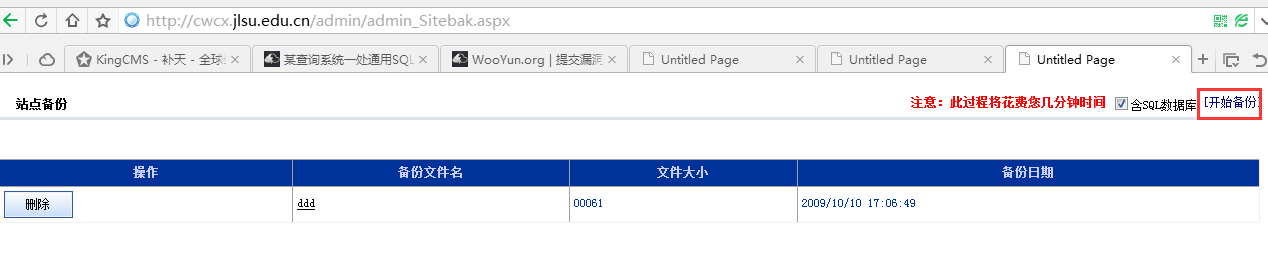 http://cwcx.jlsu.edu.cn/admin/admin_Sitebak.aspx
KingCMS - 补天 - 全球 某查询系统一处通用SQL WooYun.org | 提交漏洞 Untitled Page Untitled Page Untitled Page
站点备份 注意：此过程将花费您几分钟时间 含SQL数据库 [开始备份]
操作 备份文件名 文件大小 备份日期
删除 ddd 00061 2009/10/10 17:06:49